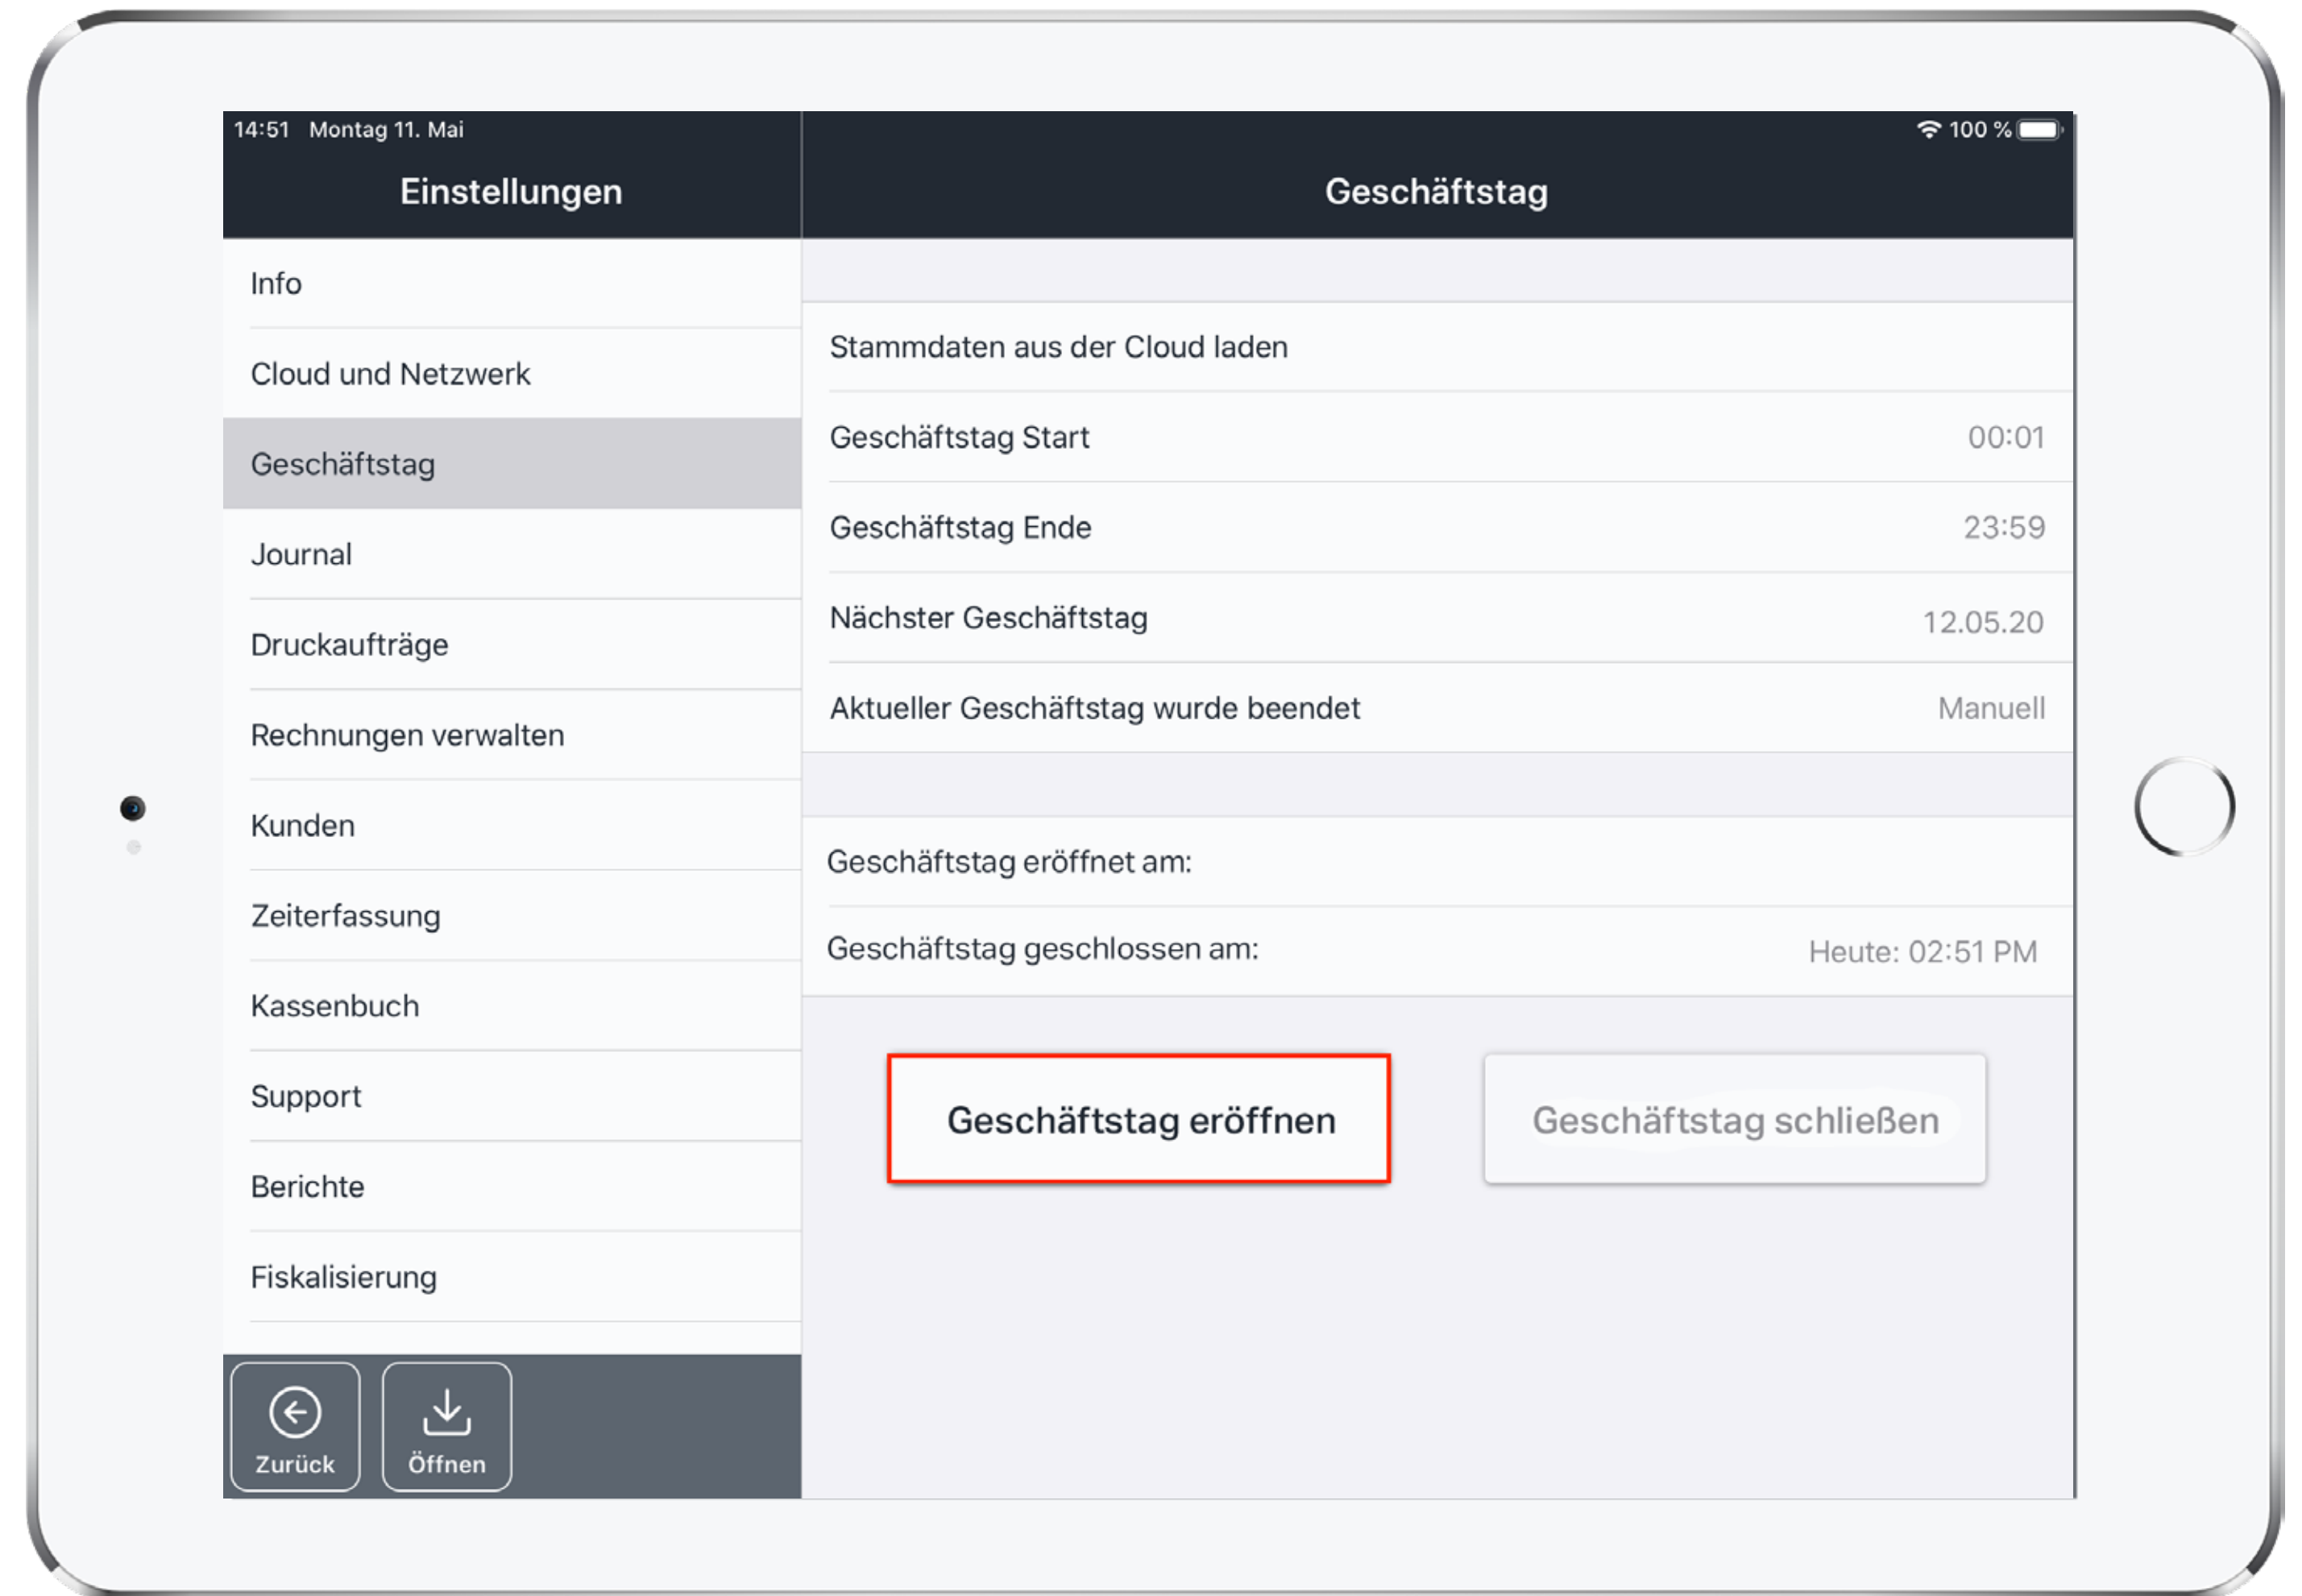 14:51 Montag 11. Mai
100 %
Einstellungen
Geschäftstag
Info
Cloud und Netzwerk
Geschäftstag
Journal
Druckaufträge
Rechnungen verwalten
Kunden
Zeiterfassung
Kassenbuch
Support
Berichte
Fiskalisierung
Zurück
Öffnen
Stammdaten aus der Cloud laden
Geschäftstag Start 00:01
Geschäftstag Ende 23:59
Nächster Geschäftstag 12.05.20
Aktueller Geschäftstag wurde beendet Manuell
Geschäftstag eröffnet am:
Geschäftstag geschlossen am: Heute: 02:51 PM
Geschäftstag eröffnen
Geschäftstag schließen